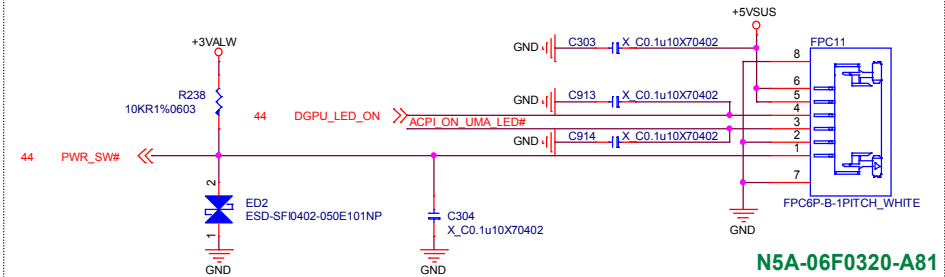 +5VSUS
+3VALW
GND
C303
X_C0.1u10X70402
FPC11
8
R238
10KR1%0603
GND
C913
X_C0.1u10X70402
6
5
44
DGPU_LED_ON
4
ACPI_ON_UMA_LED#
3
GND
C914
X_C0.1u10X70402
2
44
PWR_SW#
1
2
7
ED2
ESD-SFI0402-050E101NP
1
C304
X_C0.1u10X70402
FPC6P-B-1PITCH_WHITE
GND
GND
GND
N5A-06F0320-A81